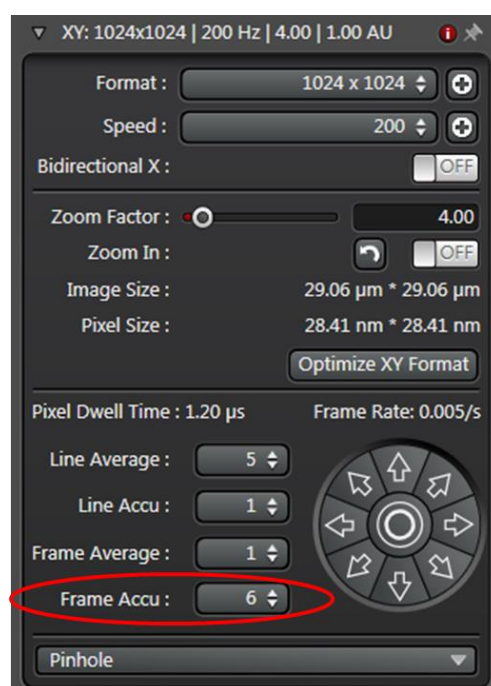 XY: 1024x1024 | 200 Hz | 4.00 | 1.00 AU
Format : 1024 x 1024
Speed : 200
Bidirectional X : OFF
Zoom Factor : 4.00
Zoom In : OFF
Image Size : 29.06 µm * 29.06 µm
Pixel Size : 28.41 nm * 28.41 nm
Optimize XY Format
Pixel Dwell Time : 1.20 µs Frame Rate: 0.005/s
Line Average : 5
Line Accu : 1
Frame Average : 1
Frame Accu : 6
Pinhole